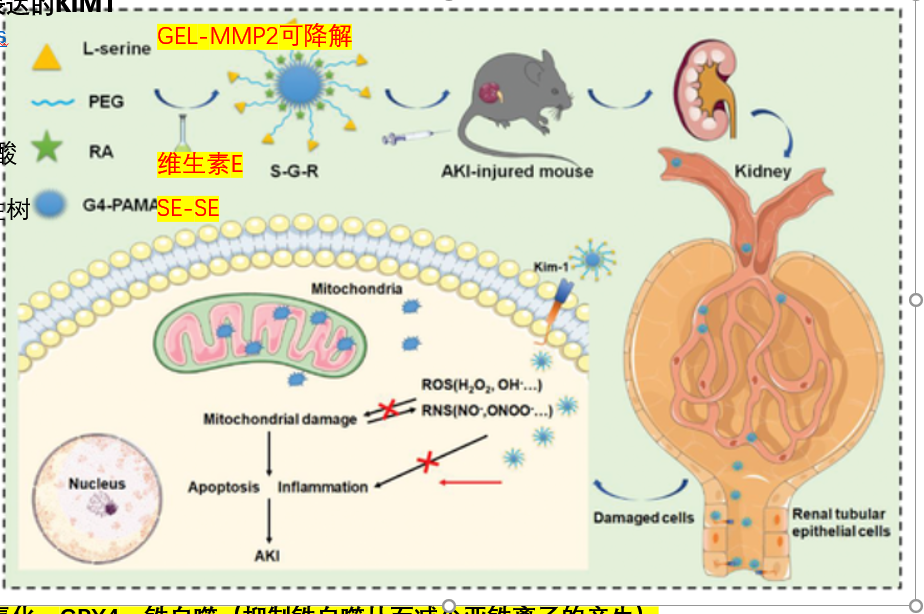 达的KIM1
L-serine
GEL-MMP2可降解
PEG
RA
酸
维生素E
S-G-R
AKI-injured mouse
Kidney
树
G4-PAMA
SE-SE
Kim-1
Mitochondria
ROS(H₂O₂, OH·...)
RNS(NO·,ONOO·...)
Mitochondrial damage
Nucleus
Apoptosis
Inflammation
AKI
Damaged cells
Renal tubular
epithelial cells
GPX4
铁自噬（抑制铁自噬从而减少亚铁离子的产生）